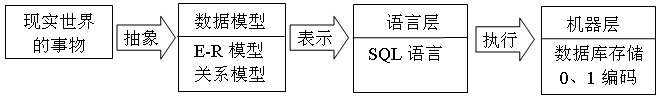 现实世界
的事物
抽象
数据模型
E-R 模型
关系模型
表示
语言层
SQL 语言
执行
机器层
数据库存储
0、1 编码